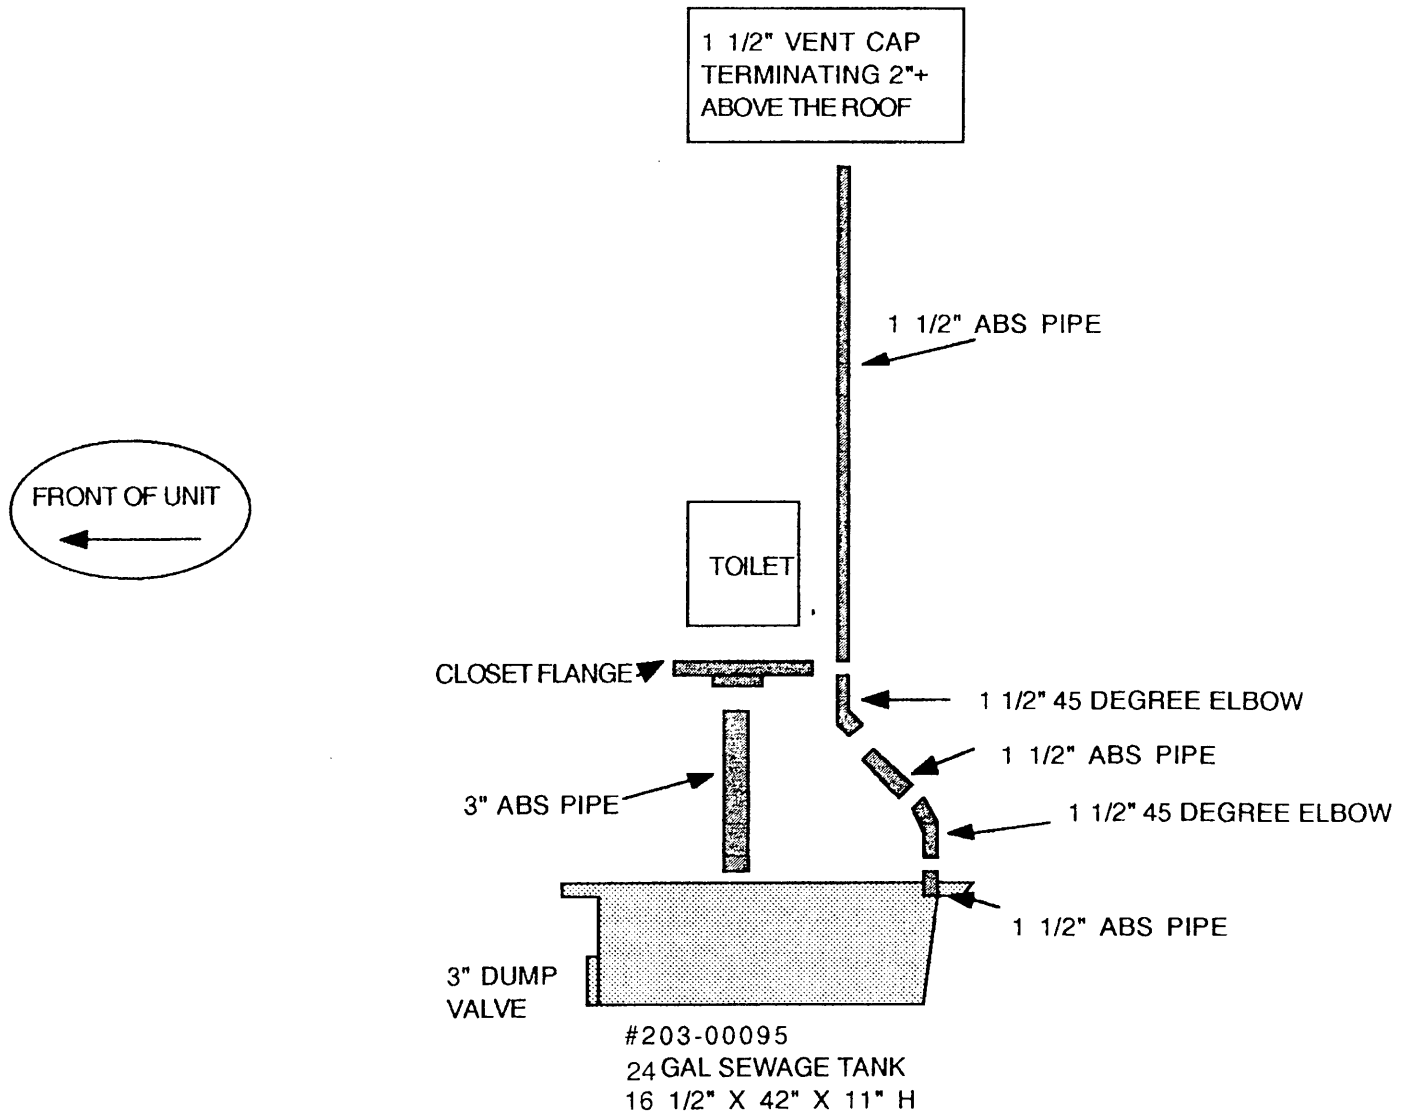 1 1/2" VENT CAP
TERMINATING 2"+
ABOVE THE ROOF
1 1/2" ABS PIPE
FRONT OF UNIT
TOILET
CLOSET FLANGE
1 1/2" 45 DEGREE ELBOW
1 1/2" ABS PIPE
3" ABS PIPE
1 1/2" 45 DEGREE ELBOW
1 1/2" ABS PIPE
3" DUMP
VALVE
#203-00095
24 GAL SEWAGE TANK
16 1/2" X 42" X 11" H